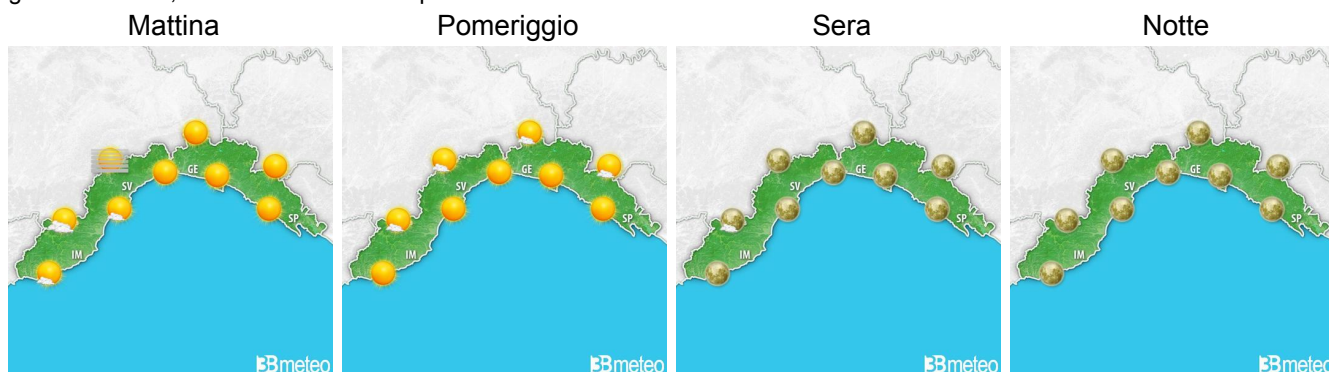 Mattina
Pomeriggio
Sera
Notte
GE
SV
SP
IM
3Bmeteo
GE
SV
SP
IM
3Bmeteo
GE
SV
SP
IM
3Bmeteo
GE
SV
SP
IM
3Bmeteo